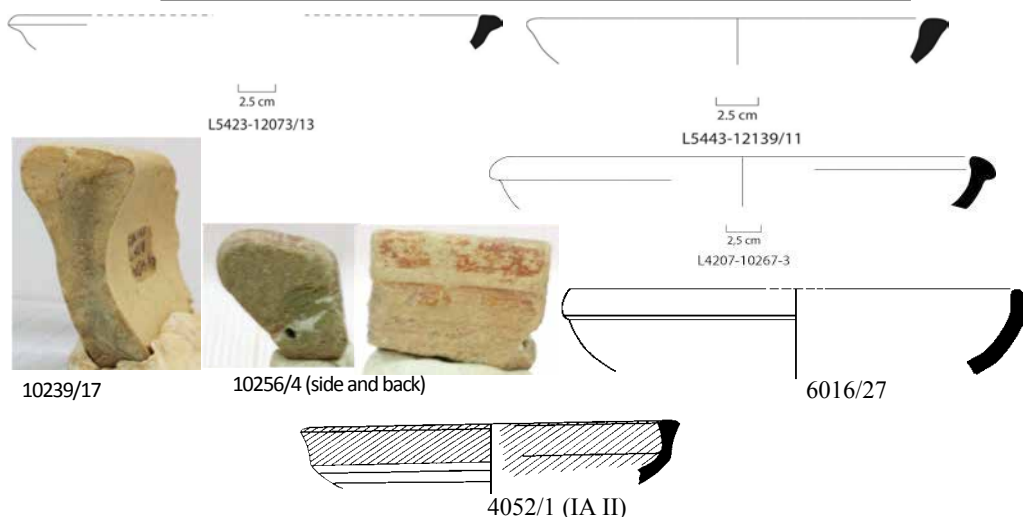 2.5 cm
L5423-12073/13
2.5 cm
L5443-12139/11
2,5 cm
L4207-10267-3
10239/17
10256/4 (side and back)
6016/27
4052/1 (IA II)